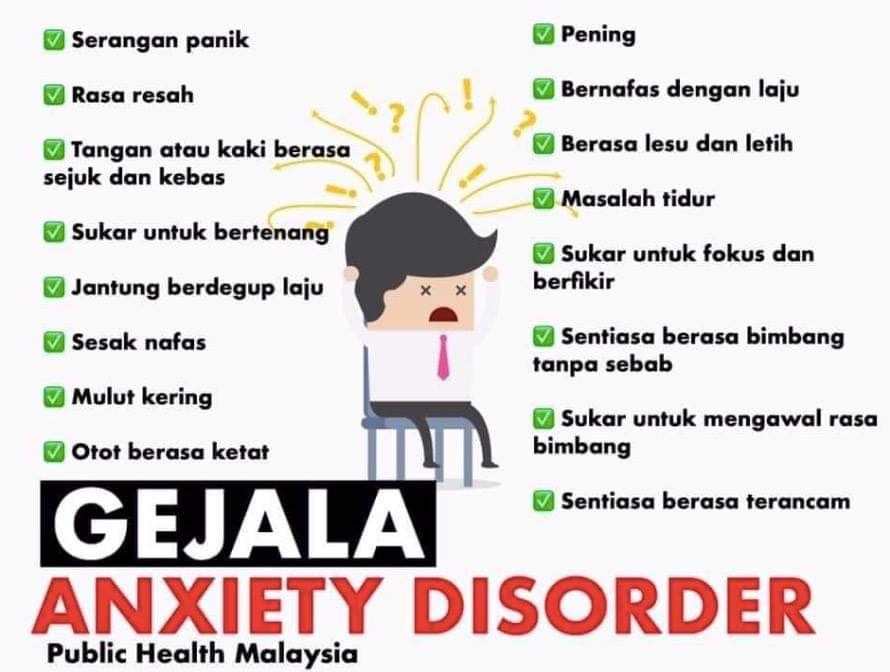 ✅ Serangan panik
✅ Rasa resah
✅ Tangan atau kaki berasa
sejuk dan kebas
✅ Sukar untuk bertenang
✅ Jantung berdegup laju
✅ Sesak nafas
✅ Mulut kering
✅ Otot berasa ketat
✅ Pening
✅ Bernafas dengan laju
✅ Berasa lesu dan letih
✅ Masalah tidur
✅ Sukar untuk fokus dan
berfikir
✅ Sentiasa berasa bimbang
tanpa sebab
✅ Sukar untuk mengawal rasa
bimbang
✅ Sentiasa berasa terancam
GEJALA
ANXIETY DISORDER
Public Health Malaysia